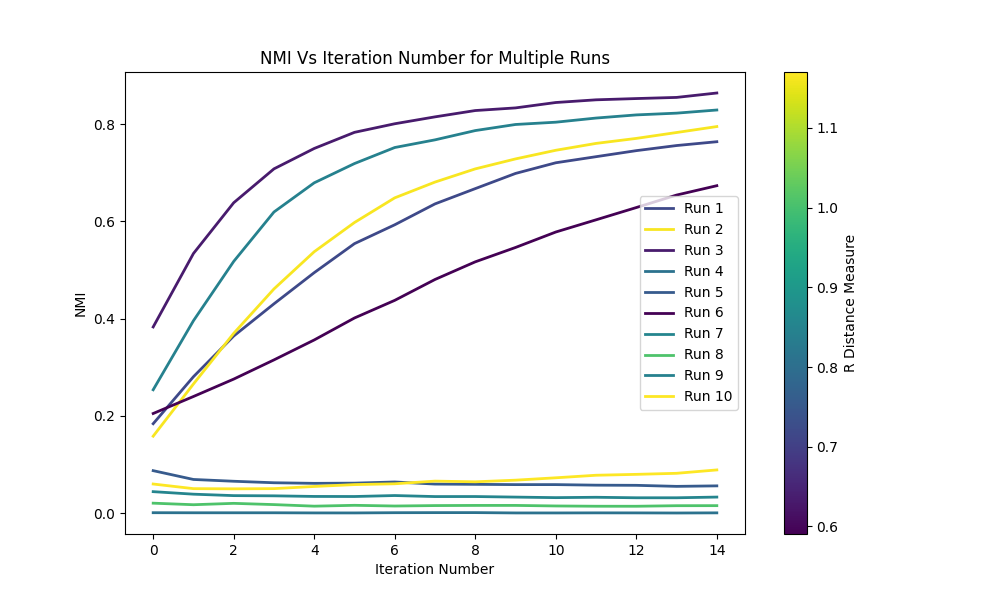 NMI Vs Iteration Number for Multiple Runs
NMI
0.8
0.6
0.4
0.2
0.0
0 2 4 6 8 10 12 14
Iteration Number
Run 1
Run 2
Run 3
Run 4
Run 5
Run 6
Run 7
Run 8
Run 9
Run 10
1.1
1.0
0.9
0.8
0.7
0.6
R Distance Measure